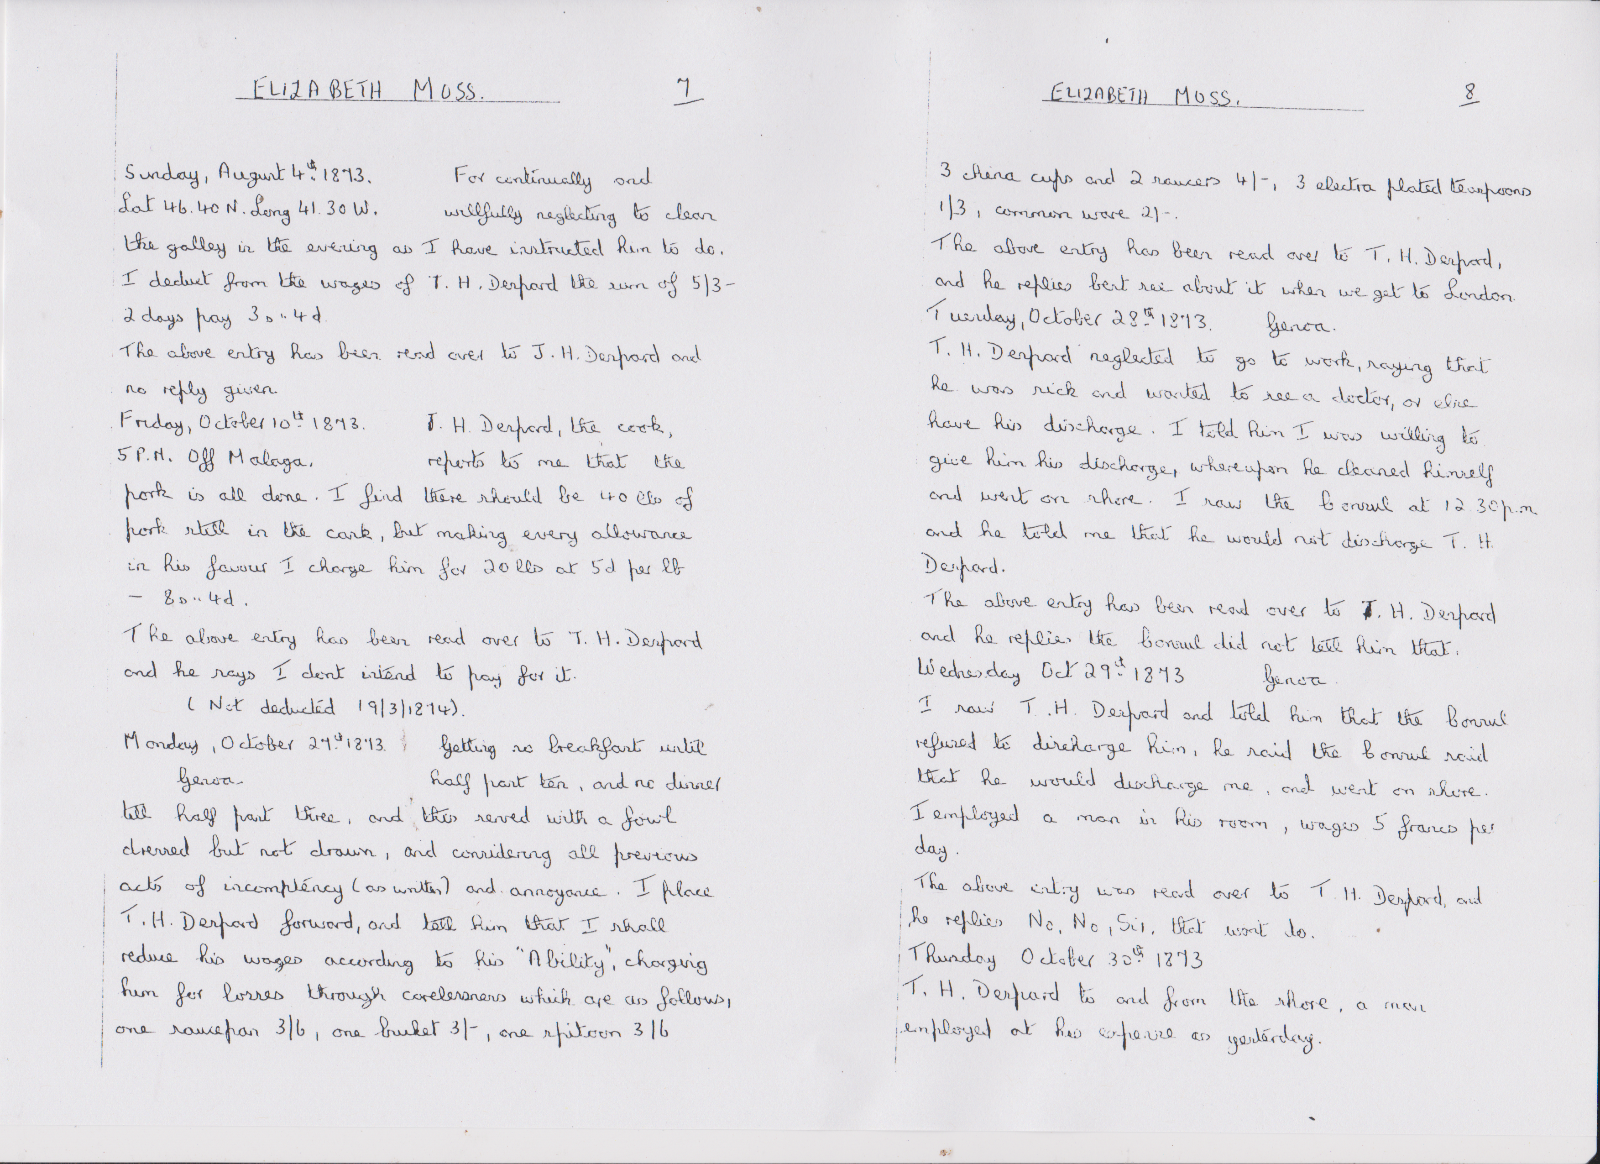 ELIZABETH MOSS. 7
Sunday, August 4th 1873. For continually and
Lat 46.40 N. Long 41.30 W. willfully neglecting to clean
the galley in the evening as I have instructed him to do.
I deduct from the wages of T. H. Despard the sum of 5/3 -
2 days pay 3s..4d
The above entry has been read over to J. H. Despard and
no reply given
Friday, October 10th 1873. J. H. Despard, the cook,
5 P.M. Off Malaga. reports to me that the
pork is all done. I find there should be 40 lbs of
pork still in the cask, but making every allowance
in his favour I charge him for 20 lbs at 5d per lb
- 8s..4d.
The above entry has been read over to T. H. Despard
and he says I dont intend to pay for it.
(Not deducted 19/3/1874).
Monday, October 27th 1873. Getting no breakfast until
Genoa. half past ten, and no dinner
till half past three, and this served with a fowl
dressed but not drawn, and considering all previous
acts of incomptency (as written) and annoyance. I place
T. H. Despard forward, and tell him that I shall
reduce his wages according to his "Ability", charging
him for losses through carelessness which are as follows,
one saucepan 3/6, one bucket 3/-, one spitoon 3/6
ELIZABETH MOSS. 8
3 china cups and 2 saucers 4/-, 3 electra plated teaspoons
1/3, common ware 2/-.
The above entry has been read over to T. H. Despard,
and he replies best see about it when we get to London.
Tuesday, October 28th 1873. Genoa.
T. H. Despard neglected to go to work, saying that
he was sick and wanted to see a doctor, or else
have his discharge. I told him I was willing to
give him his discharge, whereupon he cleaned himself
and went on shore. I saw the Consul at 12 30 p.m.
and he told me that he would not discharge T. H.
Despard.
The above entry has been read over to T. H. Despard
and he replies the Consul did not tell him that.
Wednesday Oct 29th 1873 Genoa.
I saw T. H. Despard and told him that the Consul
refused to discharge him, he said the Consul said
that he would discharge me, and went on shore.
I employed a man in his room, wages 5 francs per
day.
The above entry was read over to T. H. Despard, and
he replies No, No, Sir, that wont do.
Thursday October 30th 1873
T. H. Despard to and from the shore, a man
employed at his expense as yesterday.